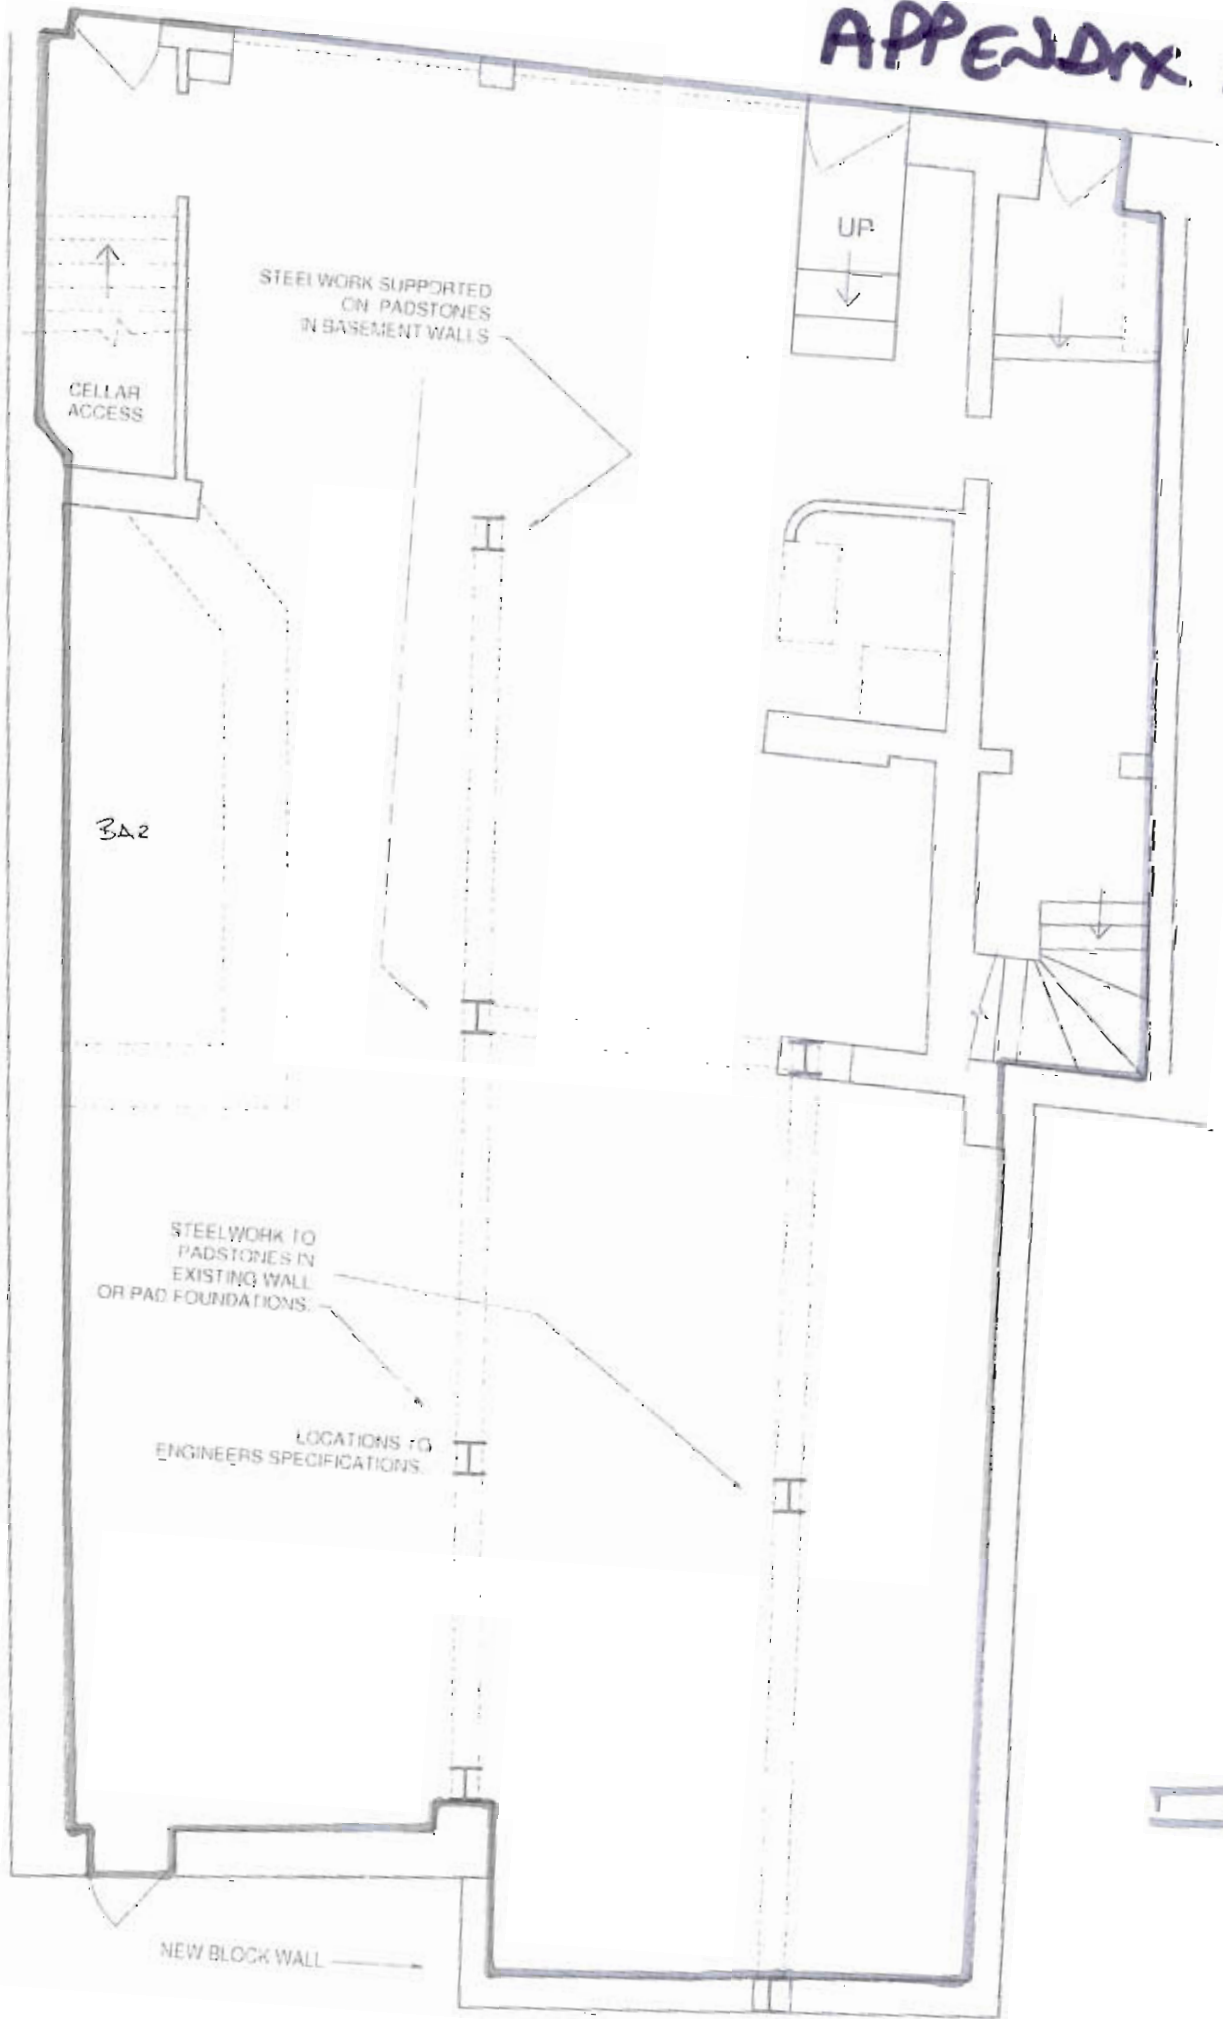 APPENDIX
UP
STEELWORK SUPPORTED
ON PADSTONES
IN BASEMENT WALLS
CELLAR
ACCESS
BAR
STEELWORK TO
PADSTONES IN
EXISTING WALL
OR PAD FOUNDATIONS.
LOCATIONS TO
ENGINEERS SPECIFICATIONS.
NEW BLOCK WALL